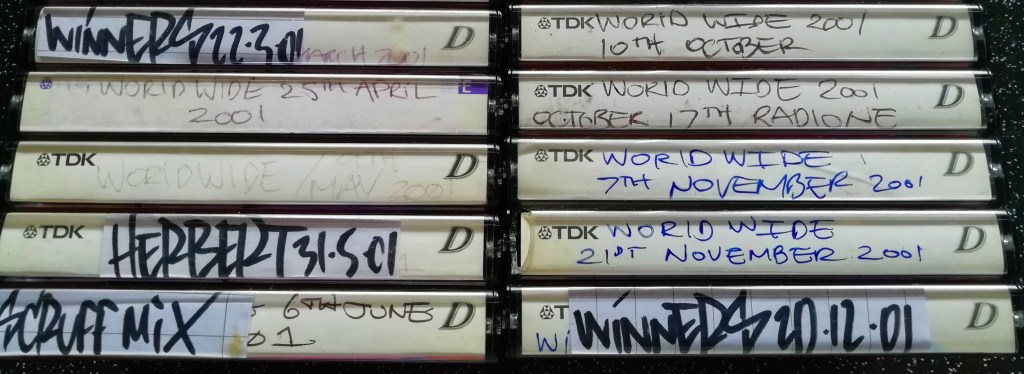 WINNERS 22.3.01 MARCH 2001 D
WORLD WIDE 25TH APRIL
2001
TDK D
WORLDWIDE MAY 2001
TDK HERBERT 31.5.01 D
SCRUFF MIX 6TH JUNE D
01
TDK WORLD WIDE 2001 D
10TH OCTOBER
TDK WORLD WIDE 2001 D
OCTOBER 17TH RADIONE
TDK WORLD WIDE D
7TH NOVEMBER 2001
TDK WORLD WIDE D
21ST NOVEMBER 2001
T WINNERS 20.12.01 D
WI